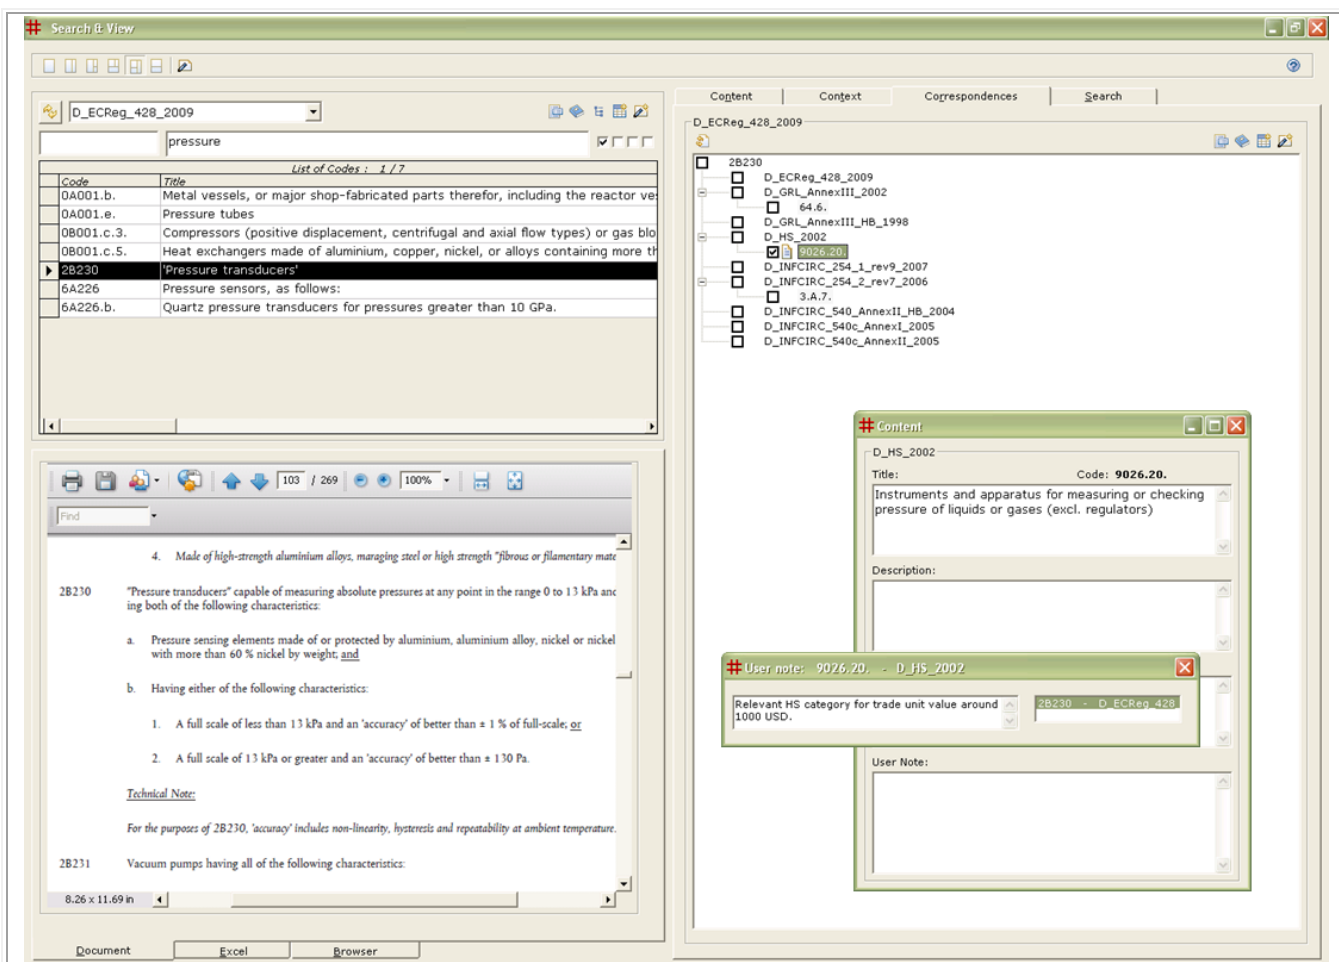 Search & View
D_ECReg_428_2009
pressure
List of Codes : 1 / 7
Code Title
0A001.b. Metal vessels, or major shop-fabricated parts therefor, including the reactor ve
0A001.e. Pressure tubes
0B001.c.3. Compressors (positive displacement, centrifugal and axial flow types) or gas blo
0B001.c.5. Heat exchangers made of aluminium, copper, nickel, or alloys containing more th
2B230 'Pressure transducers'
6A226 Pressure sensors, as follows:
6A226.b. Quartz pressure transducers for pressures greater than 10 GPa.
103 / 269 100%
Find
4. Made of high-strength aluminium alloys, maraging steel or high strength "fibrous or filamentary mate
2B230 "Pressure transducers" capable of measuring absolute pressures at any point in the range 0 to 13 kPa and
ing both of the following characteristics:
a. Pressure sensing elements made of or protected by aluminium, aluminium alloy, nickel or nickel
with more than 60 % nickel by weight; and
b. Having either of the following characteristics:
1. A full scale of less than 13 kPa and an 'accuracy' of better than ± 1 % of full-scale; or
2. A full scale of 13 kPa or greater and an 'accuracy' of better than ± 130 Pa.
Technical Note:
For the purposes of 2B230, 'accuracy' includes non-linearity, hysteresis and repeatability at ambient temperature.
2B231 Vacuum pumps having all of the following characteristics:
8.26 x 11.69 in
Document Excel Browser
Content Context Correspondences Search
D_ECReg_428_2009
2B230
D_ECReg_428_2009
D_GRL_AnnexIII_2002
64.6.
D_GRL_AnnexIII_HB_1998
D_HS_2002
9026.20.
D_INFCIRC_254_1_rev9_2007
D_INFCIRC_254_2_rev7_2006
3.A.7.
D_INFCIRC_540_AnnexII_HB_2004
D_INFCIRC_540c_AnnexI_2005
D_INFCIRC_540c_AnnexII_2005
Content
D_HS_2002
Title: Code: 9026.20.
Instruments and apparatus for measuring or checking
pressure of liquids or gases (excl. regulators)
Description:
User note: 9026.20. - D_HS_2002
Relevant HS category for trade unit value around
1000 USD.
2B230 - D_ECReg_428
User Note: